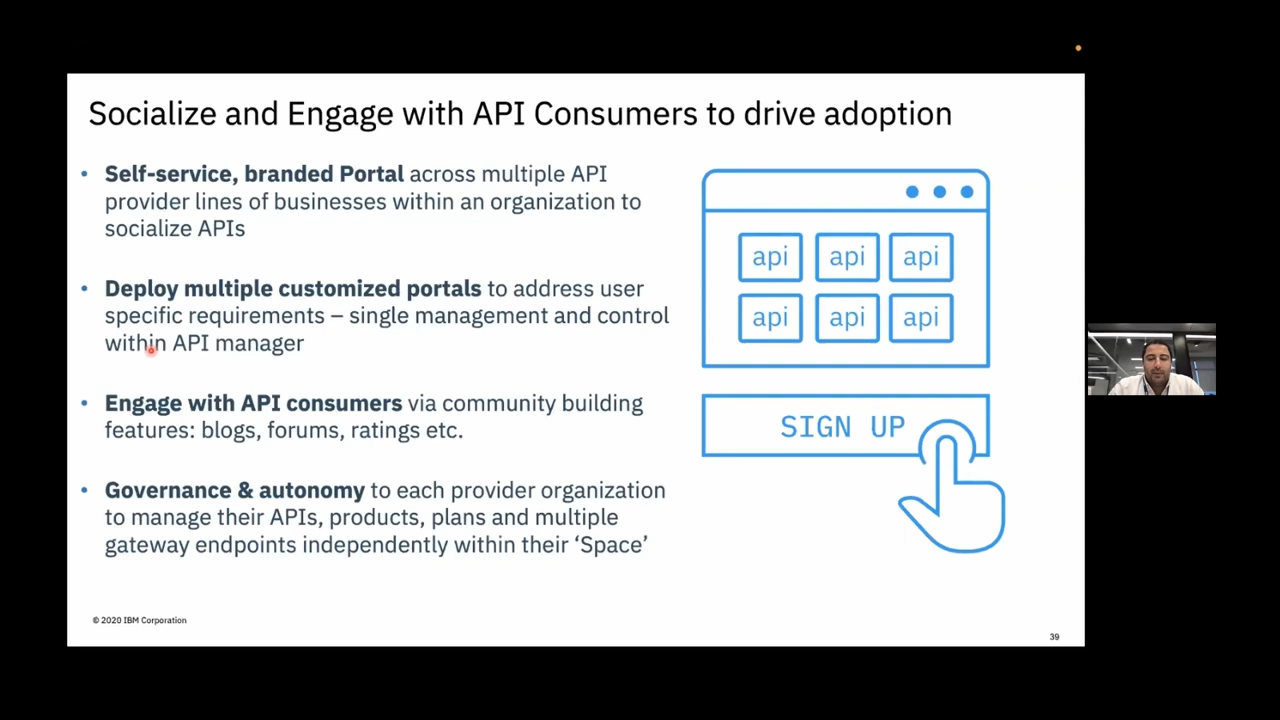 Socialize and Engage with API Consumers to drive adoption
• Self-service, branded Portal across multiple API
provider lines of businesses within an organization to
socialize APIs
• Deploy multiple customized portals to address user
specific requirements – single management and control
within API manager
• Engage with API consumers via community building
features: blogs, forums, ratings etc.
• Governance & autonomy to each provider organization
to manage their APIs, products, plans and multiple
gateway endpoints independently within their ‘Space’
api api api
api api api
SIGN UP
© 2020 IBM Corporation
39